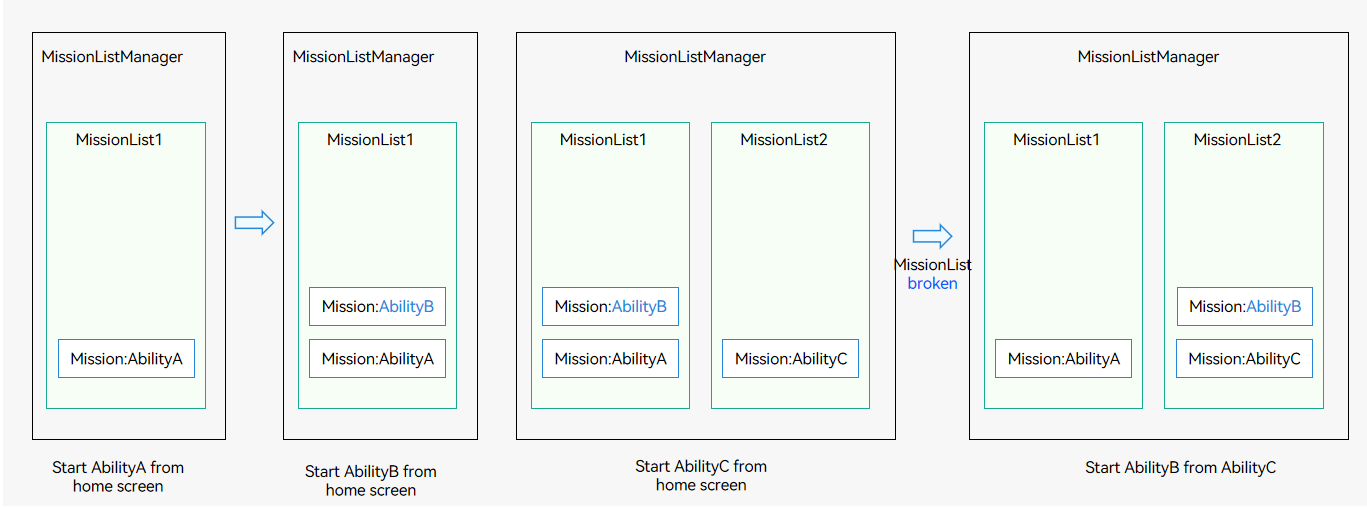 MissionListManager
MissionList1
Mission:AbilityA
Start AbilityA from
home screen
MissionListManager
MissionList1
Mission:AbilityB
Mission:AbilityA
Start AbilityB from
home screen
MissionListManager
MissionList1
Mission:AbilityB
Mission:AbilityA
MissionList2
Mission:AbilityC
Start AbilityC from
home screen
MissionList
broken
MissionListManager
MissionList1
Mission:AbilityA
MissionList2
Mission:AbilityB
Mission:AbilityC
Start AbilityB from AbilityC